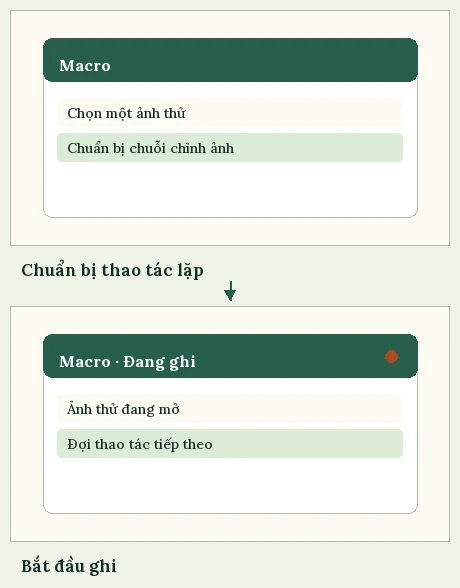 Macro
Chọn một ảnh thử
Chuẩn bị chuỗi chỉnh ảnh
Chuẩn bị thao tác lặp
Macro · Đang ghi
Ảnh thử đang mở
Đợi thao tác tiếp theo
Bắt đầu ghi